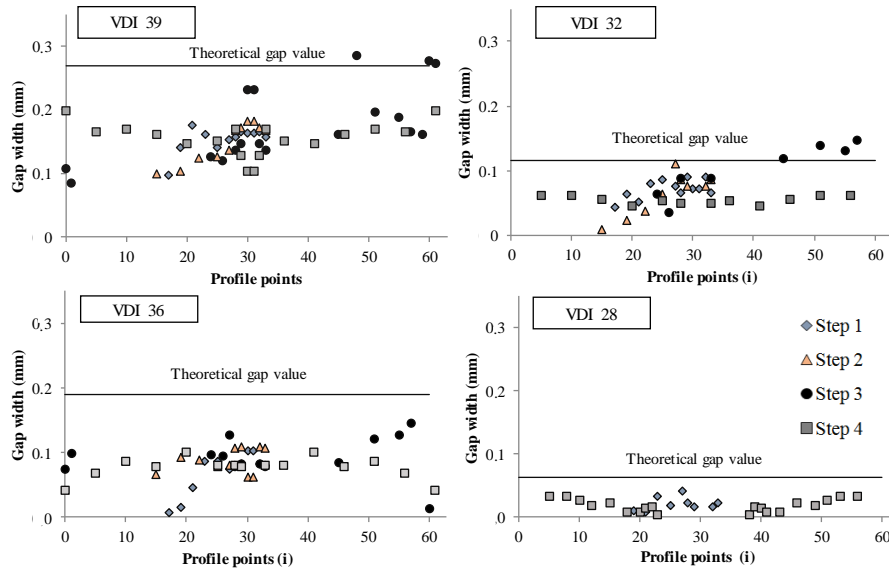 VDI 39
Theoretical gap value
Gap width (mm)
0,3
0,2
0,1
0
0 10 20 30 40 50 60
Profile points
VDI 32
Theoretical gap value
Gap width (mm)
0,3
0,2
0,1
0
0 10 20 30 40 50 60
Profile points (i)
VDI 36
Theoretical gap value
Gap width (mm)
0,3
0,2
0,1
0
0 10 20 30 40 50 60
Profile points (i)
VDI 28
Step 1
Step 2
Step 3
Step 4
Theoretical gap value
Gap width (mm)
0,3
0,2
0,1
0
0 10 20 30 40 50 60
Profile points (i)